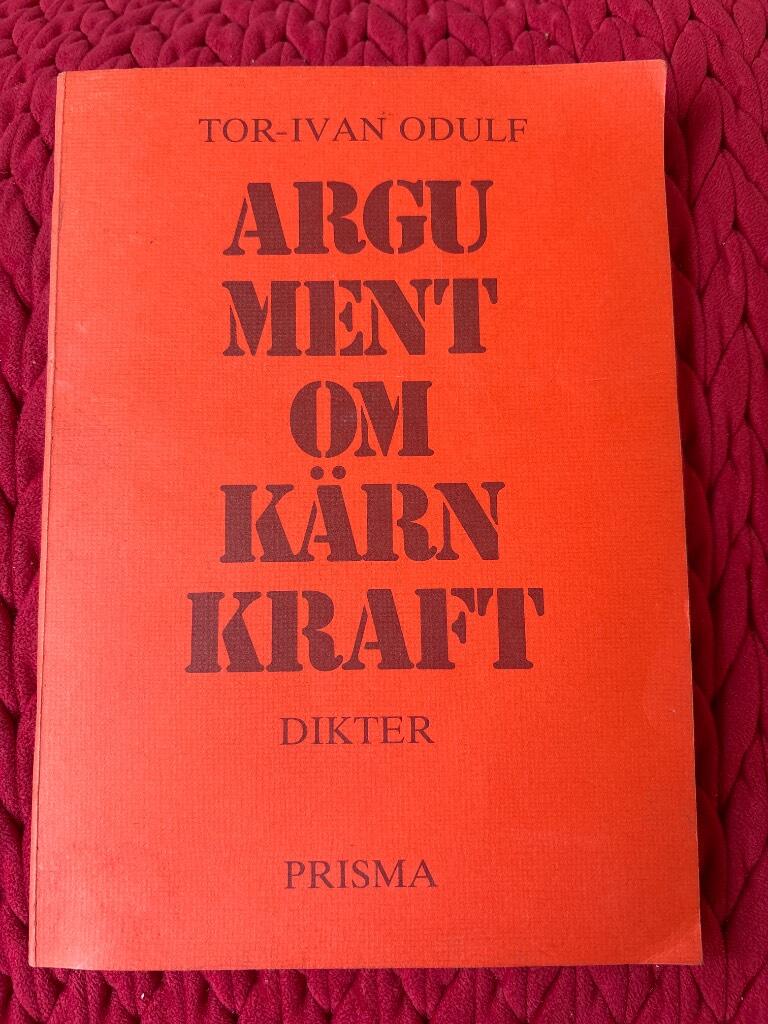 TOR-IVAN ODULF
ARGU
MENT
OM
KÄRN
KRAFT
DIKTER
PRISMA